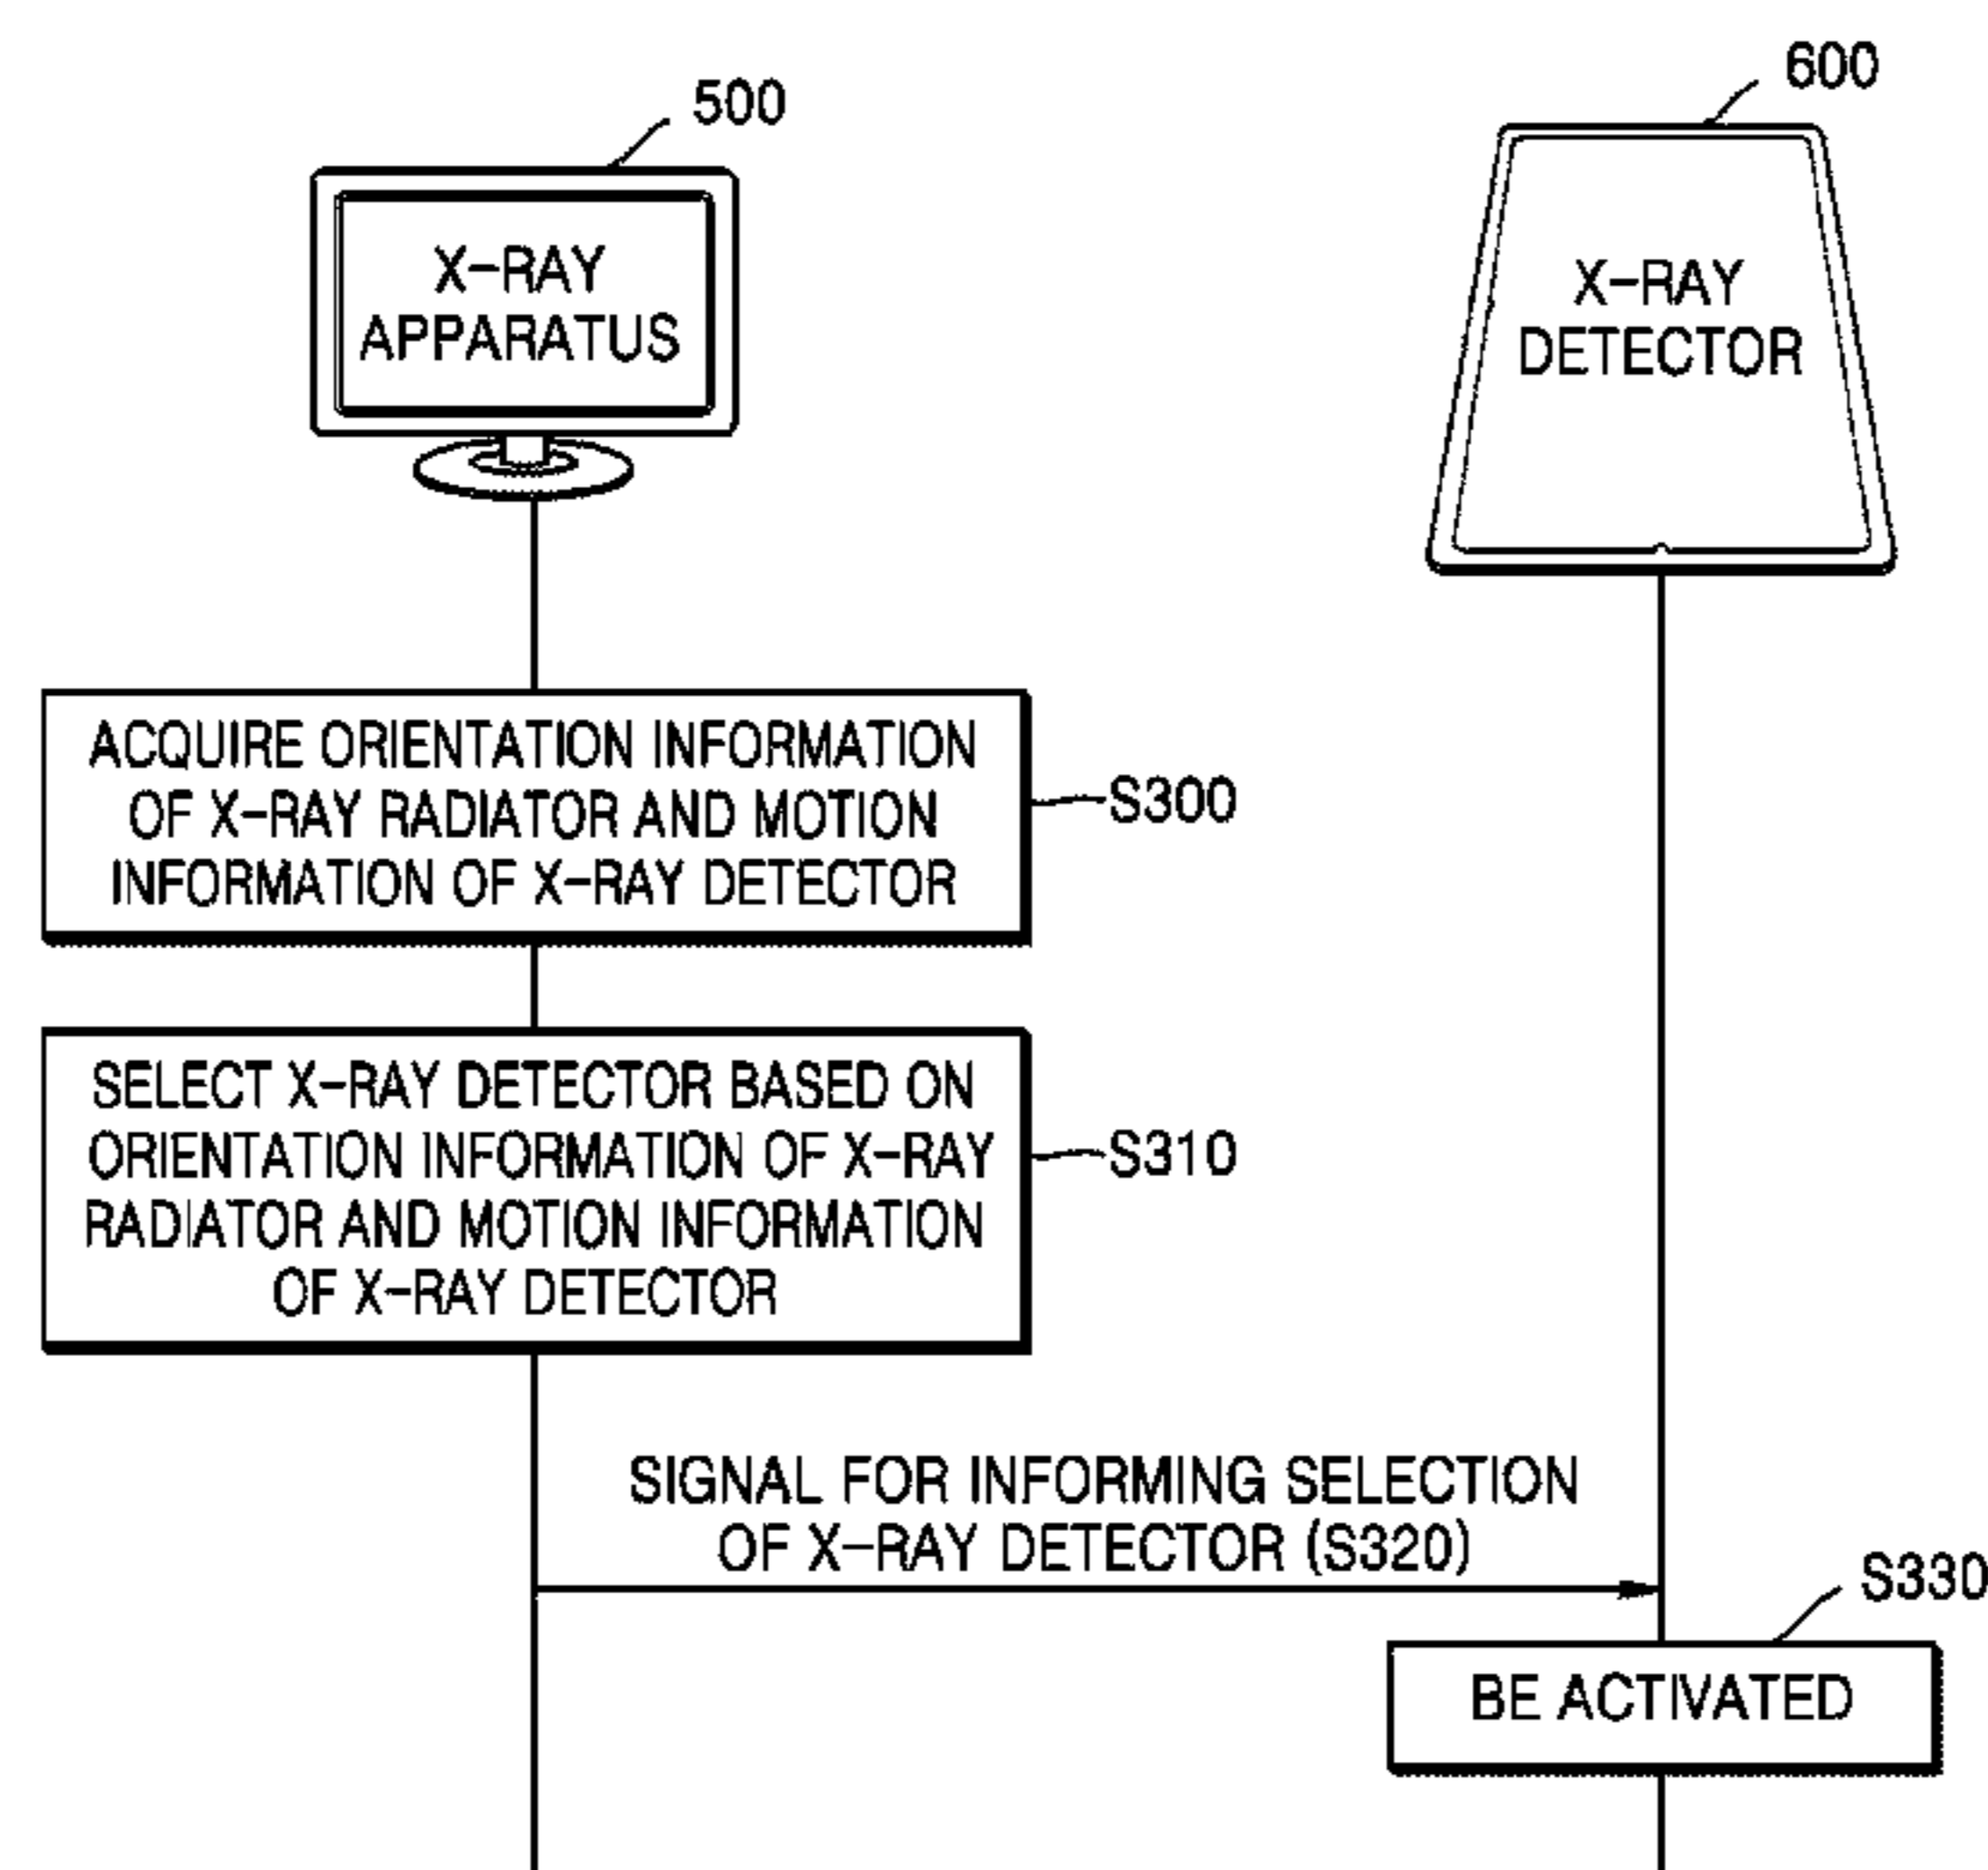 500
600
X-RAY
APPARATUS
X-RAY
DETECTOR
ACQUIRE ORIENTATION INFORMATION
OF X-RAY RADIATOR AND MOTION
INFORMATION OF X-RAY DETECTOR
S300
SELECT X-RAY DETECTOR BASED ON
ORIENTATION INFORMATION OF X-RAY
RADIATOR AND MOTION INFORMATION
OF X-RAY DETECTOR
S310
SIGNAL FOR INFORMING SELECTION
OF X-RAY DETECTOR (S320)
S330
BE ACTIVATED